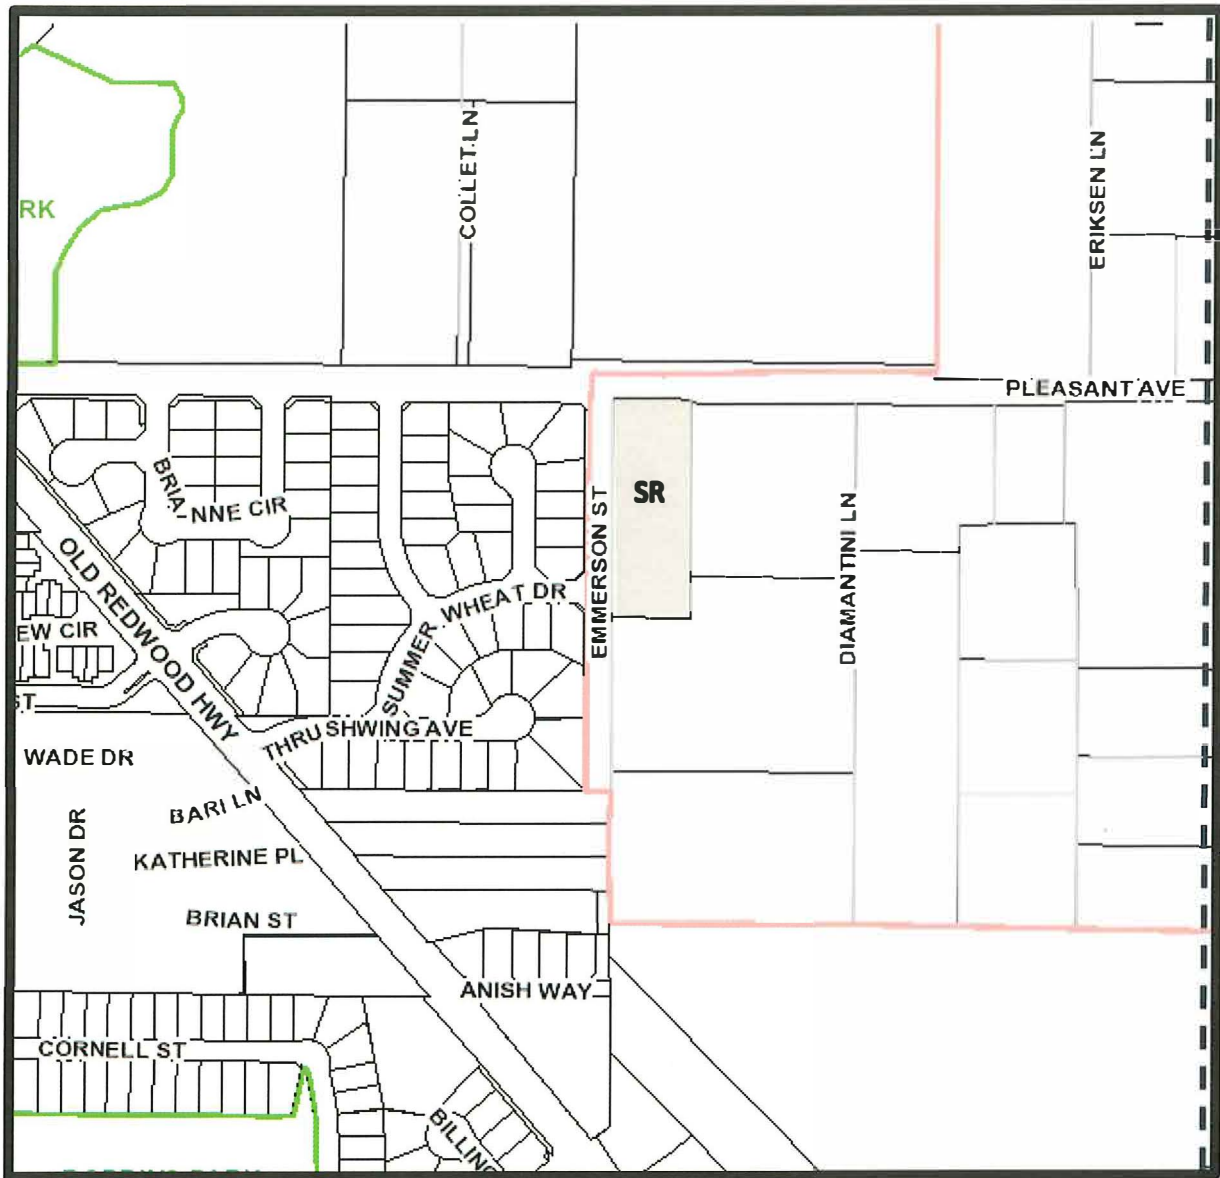 COLLET LN
ERIKSEN LN
RK
PLEASANT AVE
BRIANNE CIR
SR
EMMERSON ST
DIAMANTINI LN
OLD REDWOOD HWY
SUMMER WHEAT DR
EW CIR
ST
THRUSHWING AVE
WADE DR
BARI LN
JASON DR
KATHERINE PL
BRIAN ST
ANISH WAY
CORNELL ST
BILLING